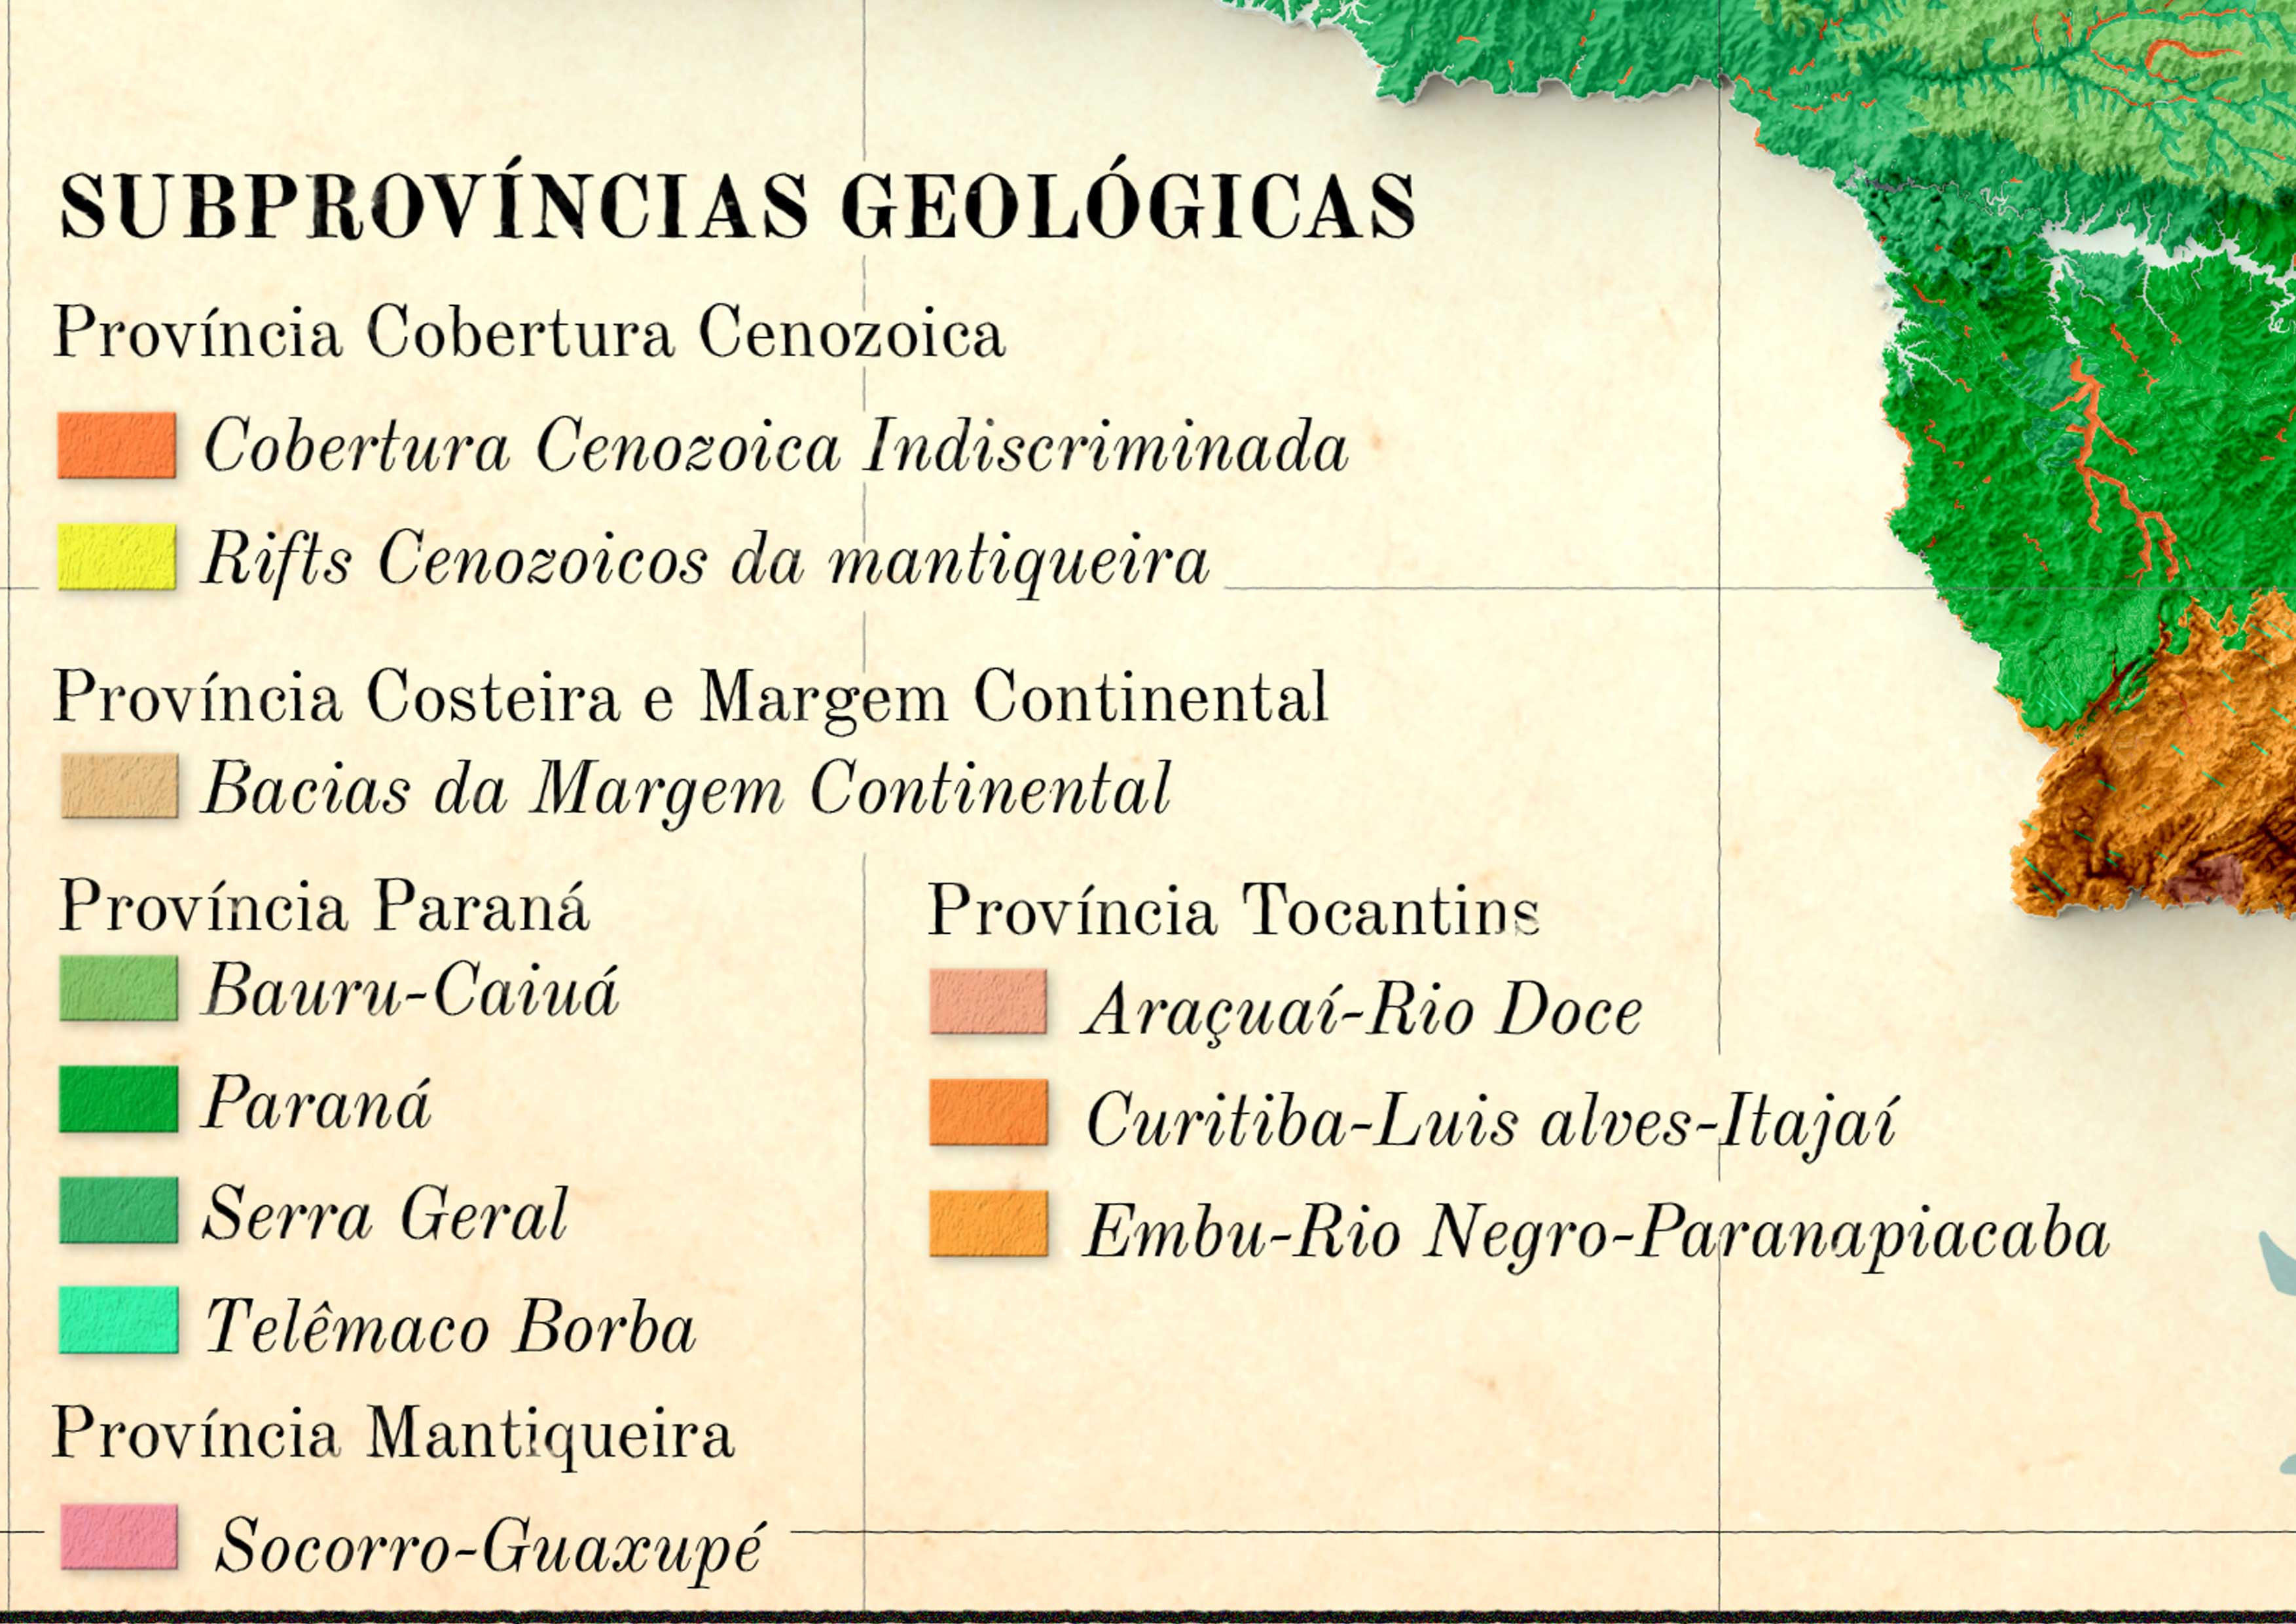 SUBPROVÍNCIAS GEOLÓGICAS
Província Cobertura Cenozoica
Cobertura Cenozoica Indiscriminada
Rifts Cenozoicos da mantiqueira
Província Costeira e Margem Continental
Bacias da Margem Continental
Província Paraná
Bauru-Caiuá
Paraná
Serra Geral
Telêmaco Borba
Província Mantiqueira
Socorro-Guaxupé
Província Tocantins
Araçuaí-Rio Doce
Curitiba-Luis alves-Itajaí
Embu-Rio Negro-Paranapiacaba